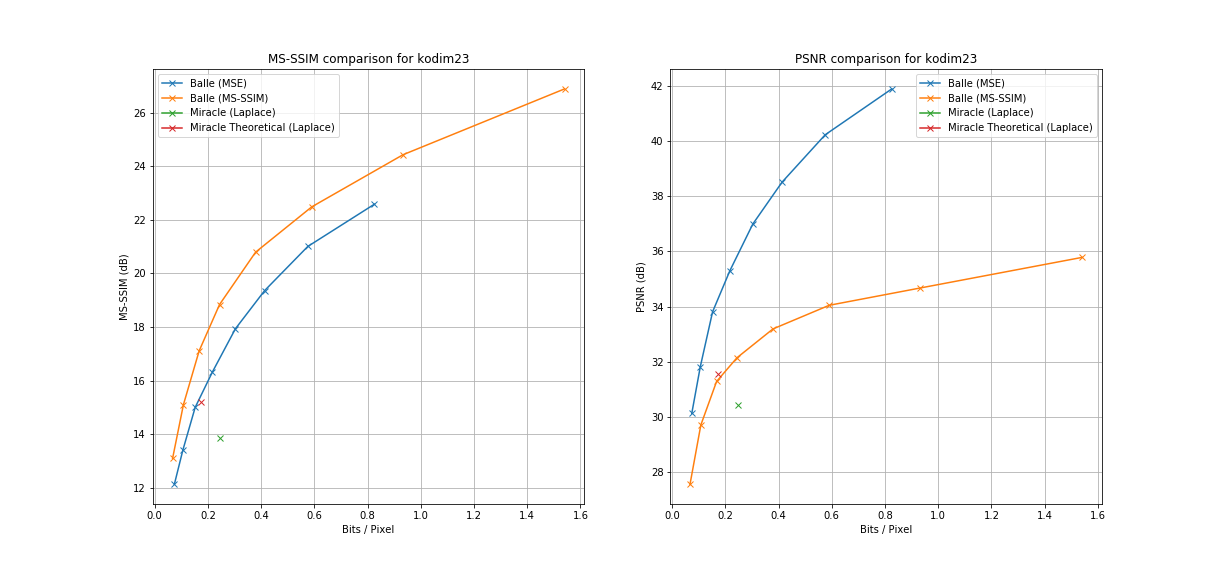 MS-SSIM comparison for kodim23
Balle (MSE)
Balle (MS-SSIM)
Miracle (Laplace)
Miracle Theoretical (Laplace)
26
24
22
20
18
16
14
12
MS-SSIM (dB)
0.0 0.2 0.4 0.6 0.8 1.0 1.2 1.4 1.6
Bits / Pixel
PSNR comparison for kodim23
Balle (MSE)
Balle (MS-SSIM)
Miracle (Laplace)
Miracle Theoretical (Laplace)
42
40
38
36
34
32
30
28
PSNR (dB)
0.0 0.2 0.4 0.6 0.8 1.0 1.2 1.4 1.6
Bits / Pixel